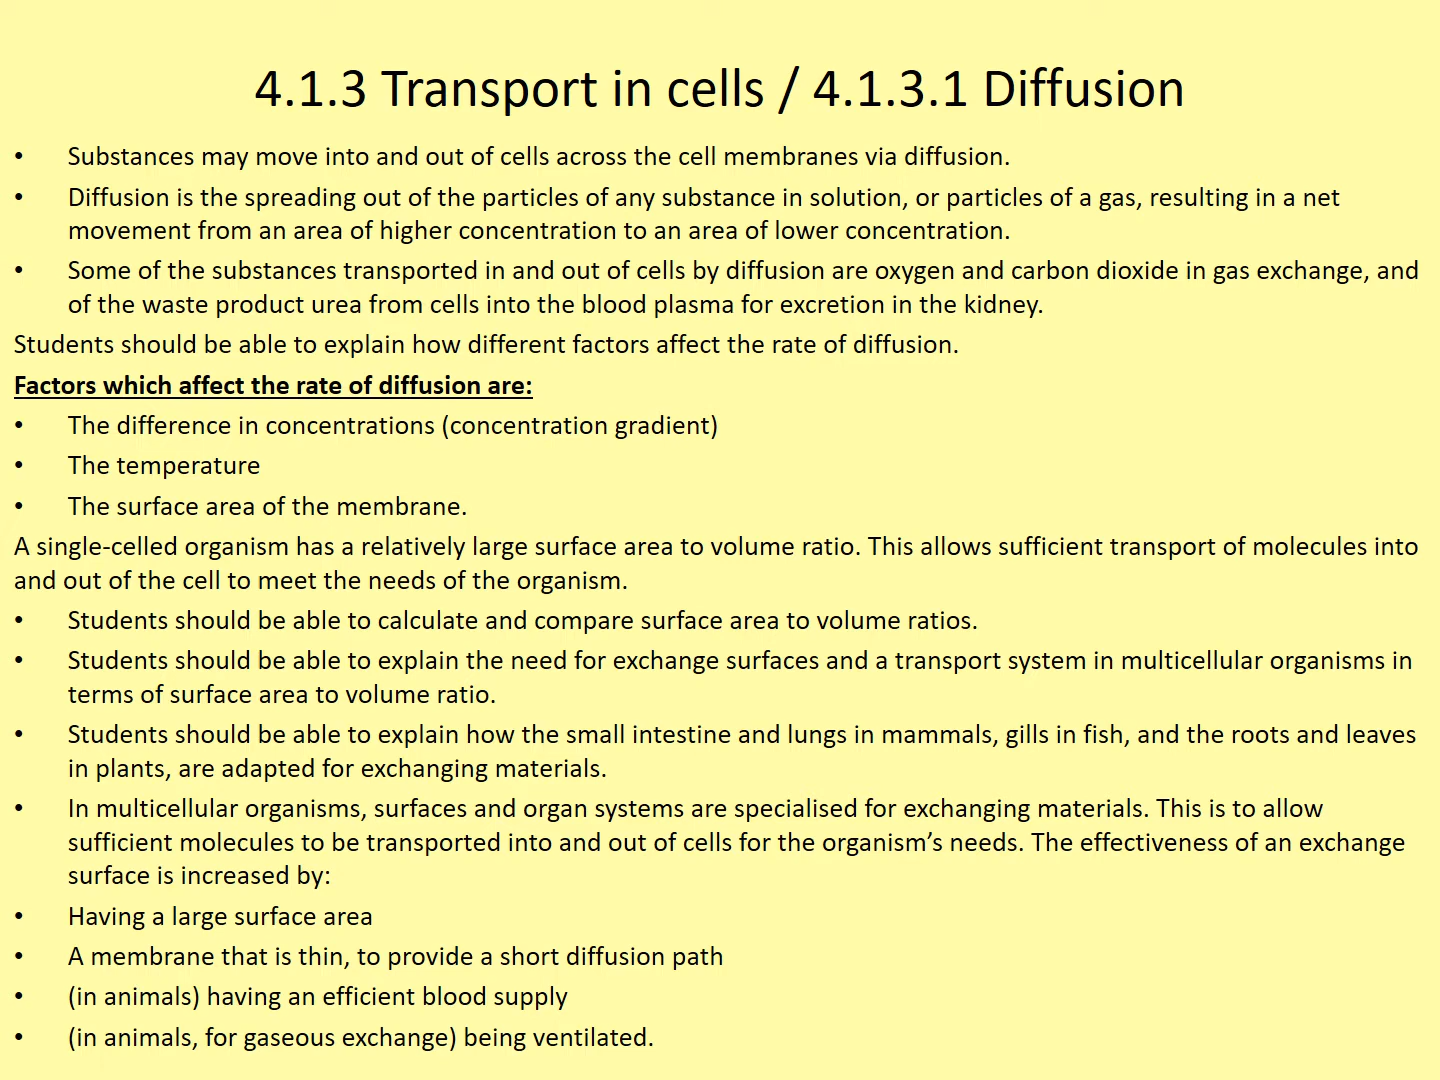 4.1.3 Transport in cells / 4.1.3.1 Diffusion
• Substances may move into and out of cells across the cell membranes via diffusion.
• Diffusion is the spreading out of the particles of any substance in solution, or particles of a gas, resulting in a net
movement from an area of higher concentration to an area of lower concentration.
• Some of the substances transported in and out of cells by diffusion are oxygen and carbon dioxide in gas exchange, and
of the waste product urea from cells into the blood plasma for excretion in the kidney.
Students should be able to explain how different factors affect the rate of diffusion.
Factors which affect the rate of diffusion are:
• The difference in concentrations (concentration gradient)
• The temperature
• The surface area of the membrane.
A single-celled organism has a relatively large surface area to volume ratio. This allows sufficient transport of molecules into
and out of the cell to meet the needs of the organism.
• Students should be able to calculate and compare surface area to volume ratios.
• Students should be able to explain the need for exchange surfaces and a transport system in multicellular organisms in
terms of surface area to volume ratio.
• Students should be able to explain how the small intestine and lungs in mammals, gills in fish, and the roots and leaves
in plants, are adapted for exchanging materials.
• In multicellular organisms, surfaces and organ systems are specialised for exchanging materials. This is to allow
sufficient molecules to be transported into and out of cells for the organism’s needs. The effectiveness of an exchange
surface is increased by:
• Having a large surface area
• A membrane that is thin, to provide a short diffusion path
• (in animals) having an efficient blood supply
• (in animals, for gaseous exchange) being ventilated.